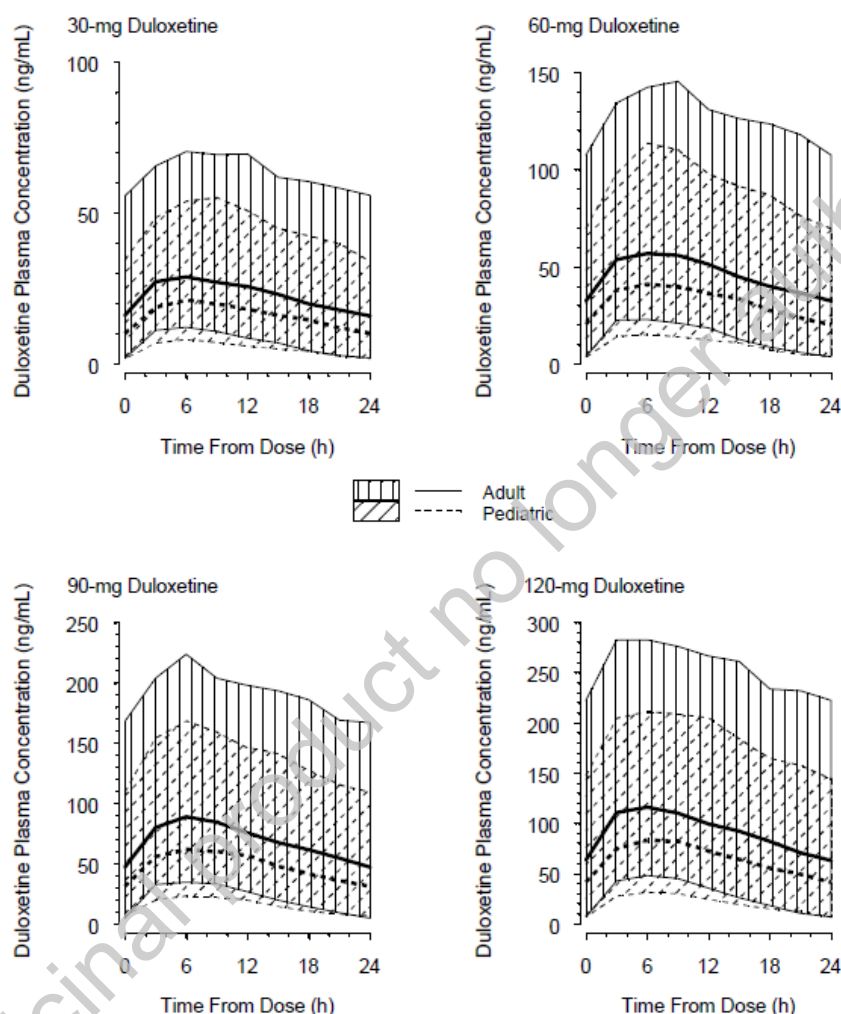 30-mg Duloxetine
Duloxetine Plasma Concentration (ng/mL)
100
50
0
0 6 12 18 24
Time From Dose (h)
60-mg Duloxetine
Duloxetine Plasma Concentration (ng/mL)
150
100
50
0
0 6 12 18 24
Time From Dose (h)
Adult
Pediatric
90-mg Duloxetine
Duloxetine Plasma Concentration (ng/mL)
250
200
150
100
50
0
0 6 12 18 24
Time From Dose (h)
120-mg Duloxetine
Duloxetine Plasma Concentration (ng/mL)
300
250
200
150
100
50
0
0 6 12 18 24
Time From Dose (h)
product no longer